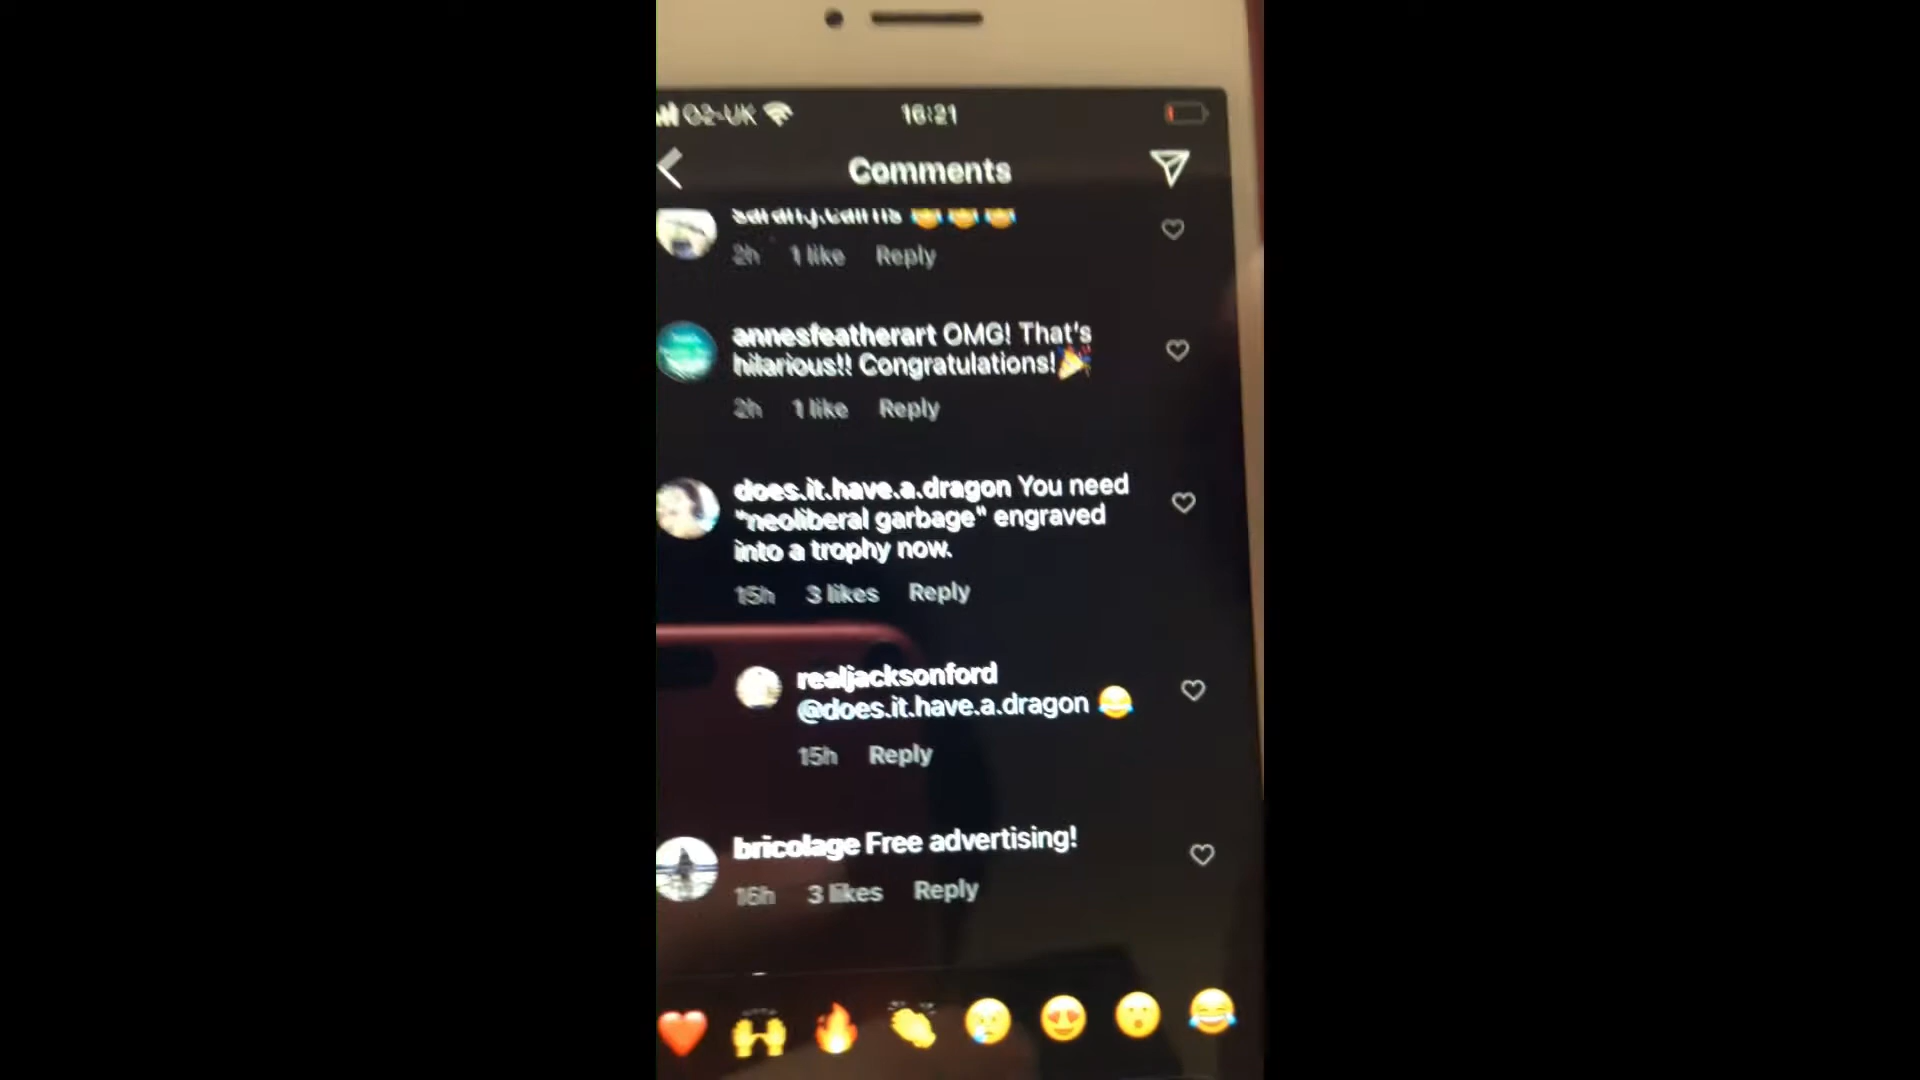 O2-UK 16:21
Comments
sarah.j.cairns 😂😂😂
2h 1 like Reply
annesfeatherart OMG! That's
hilarious!! Congratulations!🎉
2h 1 like Reply
does.it.have.a.dragon You need
"neoliberal garbage" engraved
into a trophy now.
15h 3 likes Reply
realjacksonford
@does.it.have.a.dragon 😂
15h Reply
bricolage Free advertising!
16h 3 likes Reply